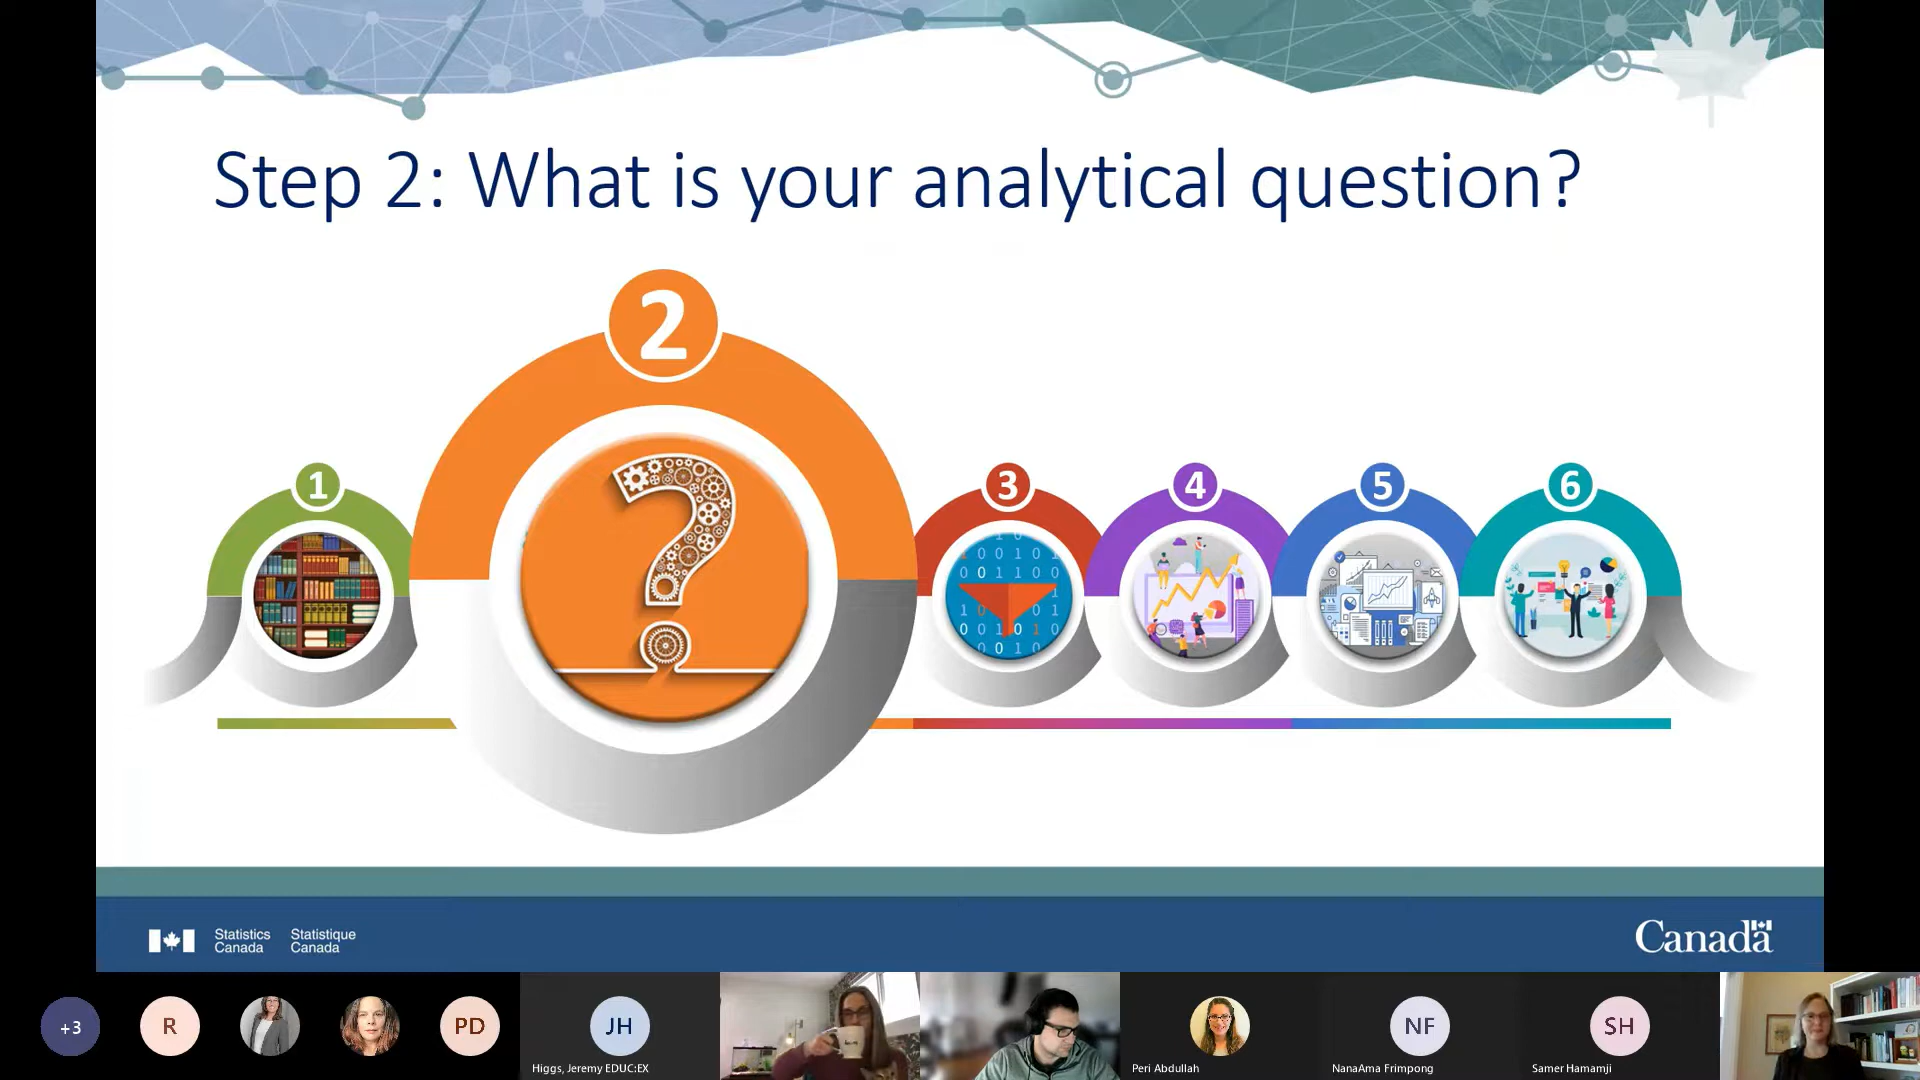 Step 2: What is your analytical question?
2
1
3
4
5
6
Statistics
Canada
Statistique
Canada
Canada
+3
R
PD
JH
Higgs, Jeremy EDUC:EX
Peri Abdullah
NF
NanaAma Frimpong
SH
Samer Hamamji